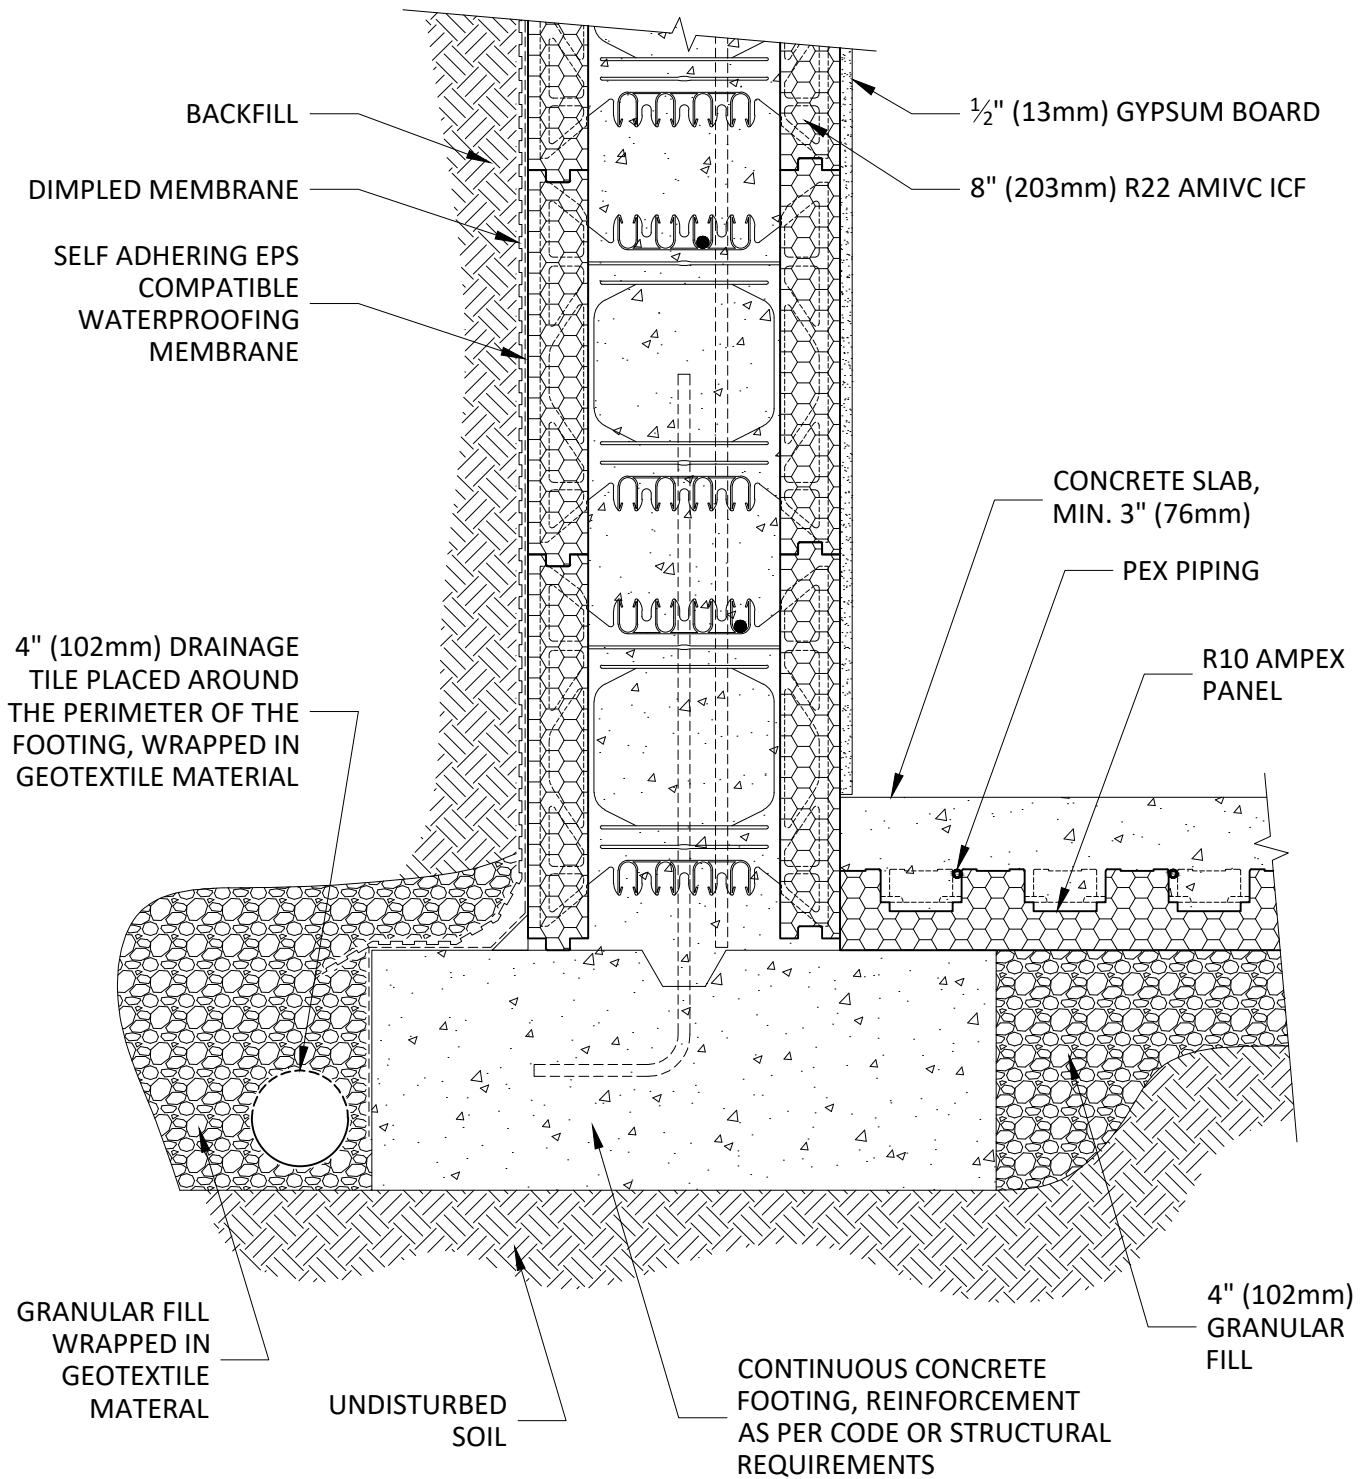 BACKFILL
DIMPLED MEMBRANE
SELF ADHERING EPS
COMPATIBLE
WATERPROOFING
MEMBRANE
4" (102mm) DRAINAGE
TILE PLACED AROUND
THE PERIMETER OF THE
FOOTING, WRAPPED IN
GEOTEXTILE MATERIAL
GRANULAR FILL
WRAPPED IN
GEOTEXTILE
MATERAL
UNDISTURBED
SOIL
½" (13mm) GYPSUM BOARD
8" (203mm) R22 AMIVC ICF
CONCRETE SLAB,
MIN. 3" (76mm)
PEX PIPING
R10 AMPEX
PANEL
4" (102mm)
GRANULAR
FILL
CONTINUOUS CONCRETE
FOOTING, REINFORCEMENT
AS PER CODE OR STRUCTURAL
REQUIREMENTS